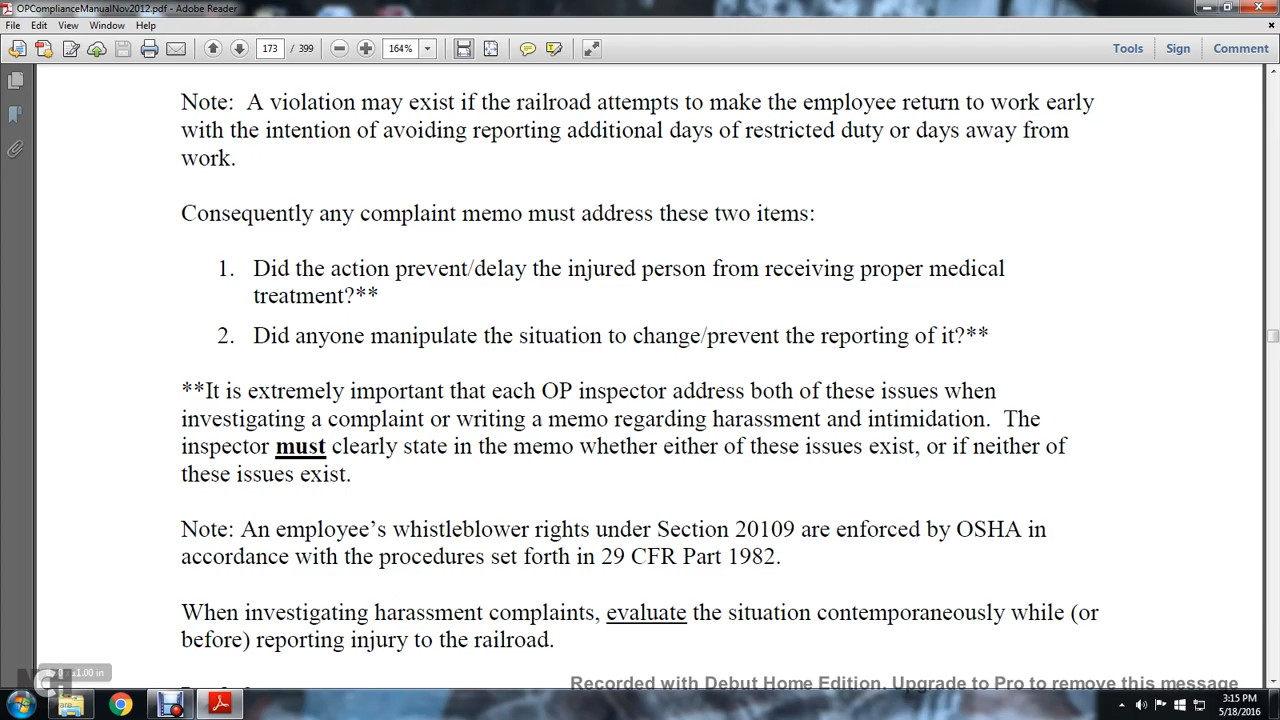 OPComplianceManualNov2012.pdf - Adobe Reader
File Edit View Window Help
173 / 399 164% Tools Sign Comment
Note:  A violation may exist if the railroad attempts to make the employee return to work early
with the intention of avoiding reporting additional days of restricted duty or days away from
work.
Consequently any complaint memo must address these two items:
1. Did the action prevent/delay the injured person from receiving proper medical
treatment?**
2. Did anyone manipulate the situation to change/prevent the reporting of it?**
**It is extremely important that each OP inspector address both of these issues when
investigating a complaint or writing a memo regarding harassment and intimidation.  The
inspector must clearly state in the memo whether either of these issues exist, or if neither of
these issues exist.
Note: An employee's whistleblower rights under Section 20109 are enforced by OSHA in
accordance with the procedures set forth in 29 CFR Part 1982.
When investigating harassment complaints, evaluate the situation contemporaneously while (or
before) reporting injury to the railroad.
Recorded with Debut Home Edition. Upgrade to Pro to remove this message
NCH
3:15 PM
5/18/2016